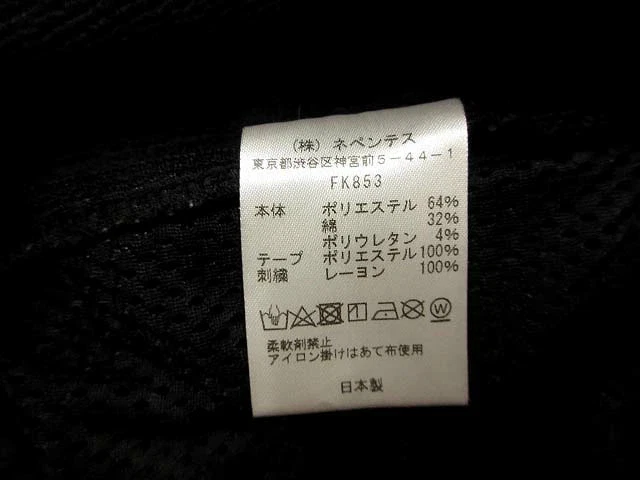 (株) ネペンテス
東京都渋谷区神宮前5-44-1
FK853
本体 ポリエステル 64%
綿 32%
ポリウレタン 4%
テープ ポリエステル 100%
刺繍 レーヨン 100%
柔軟剤禁止
アイロン掛けはあて布使用
日本製